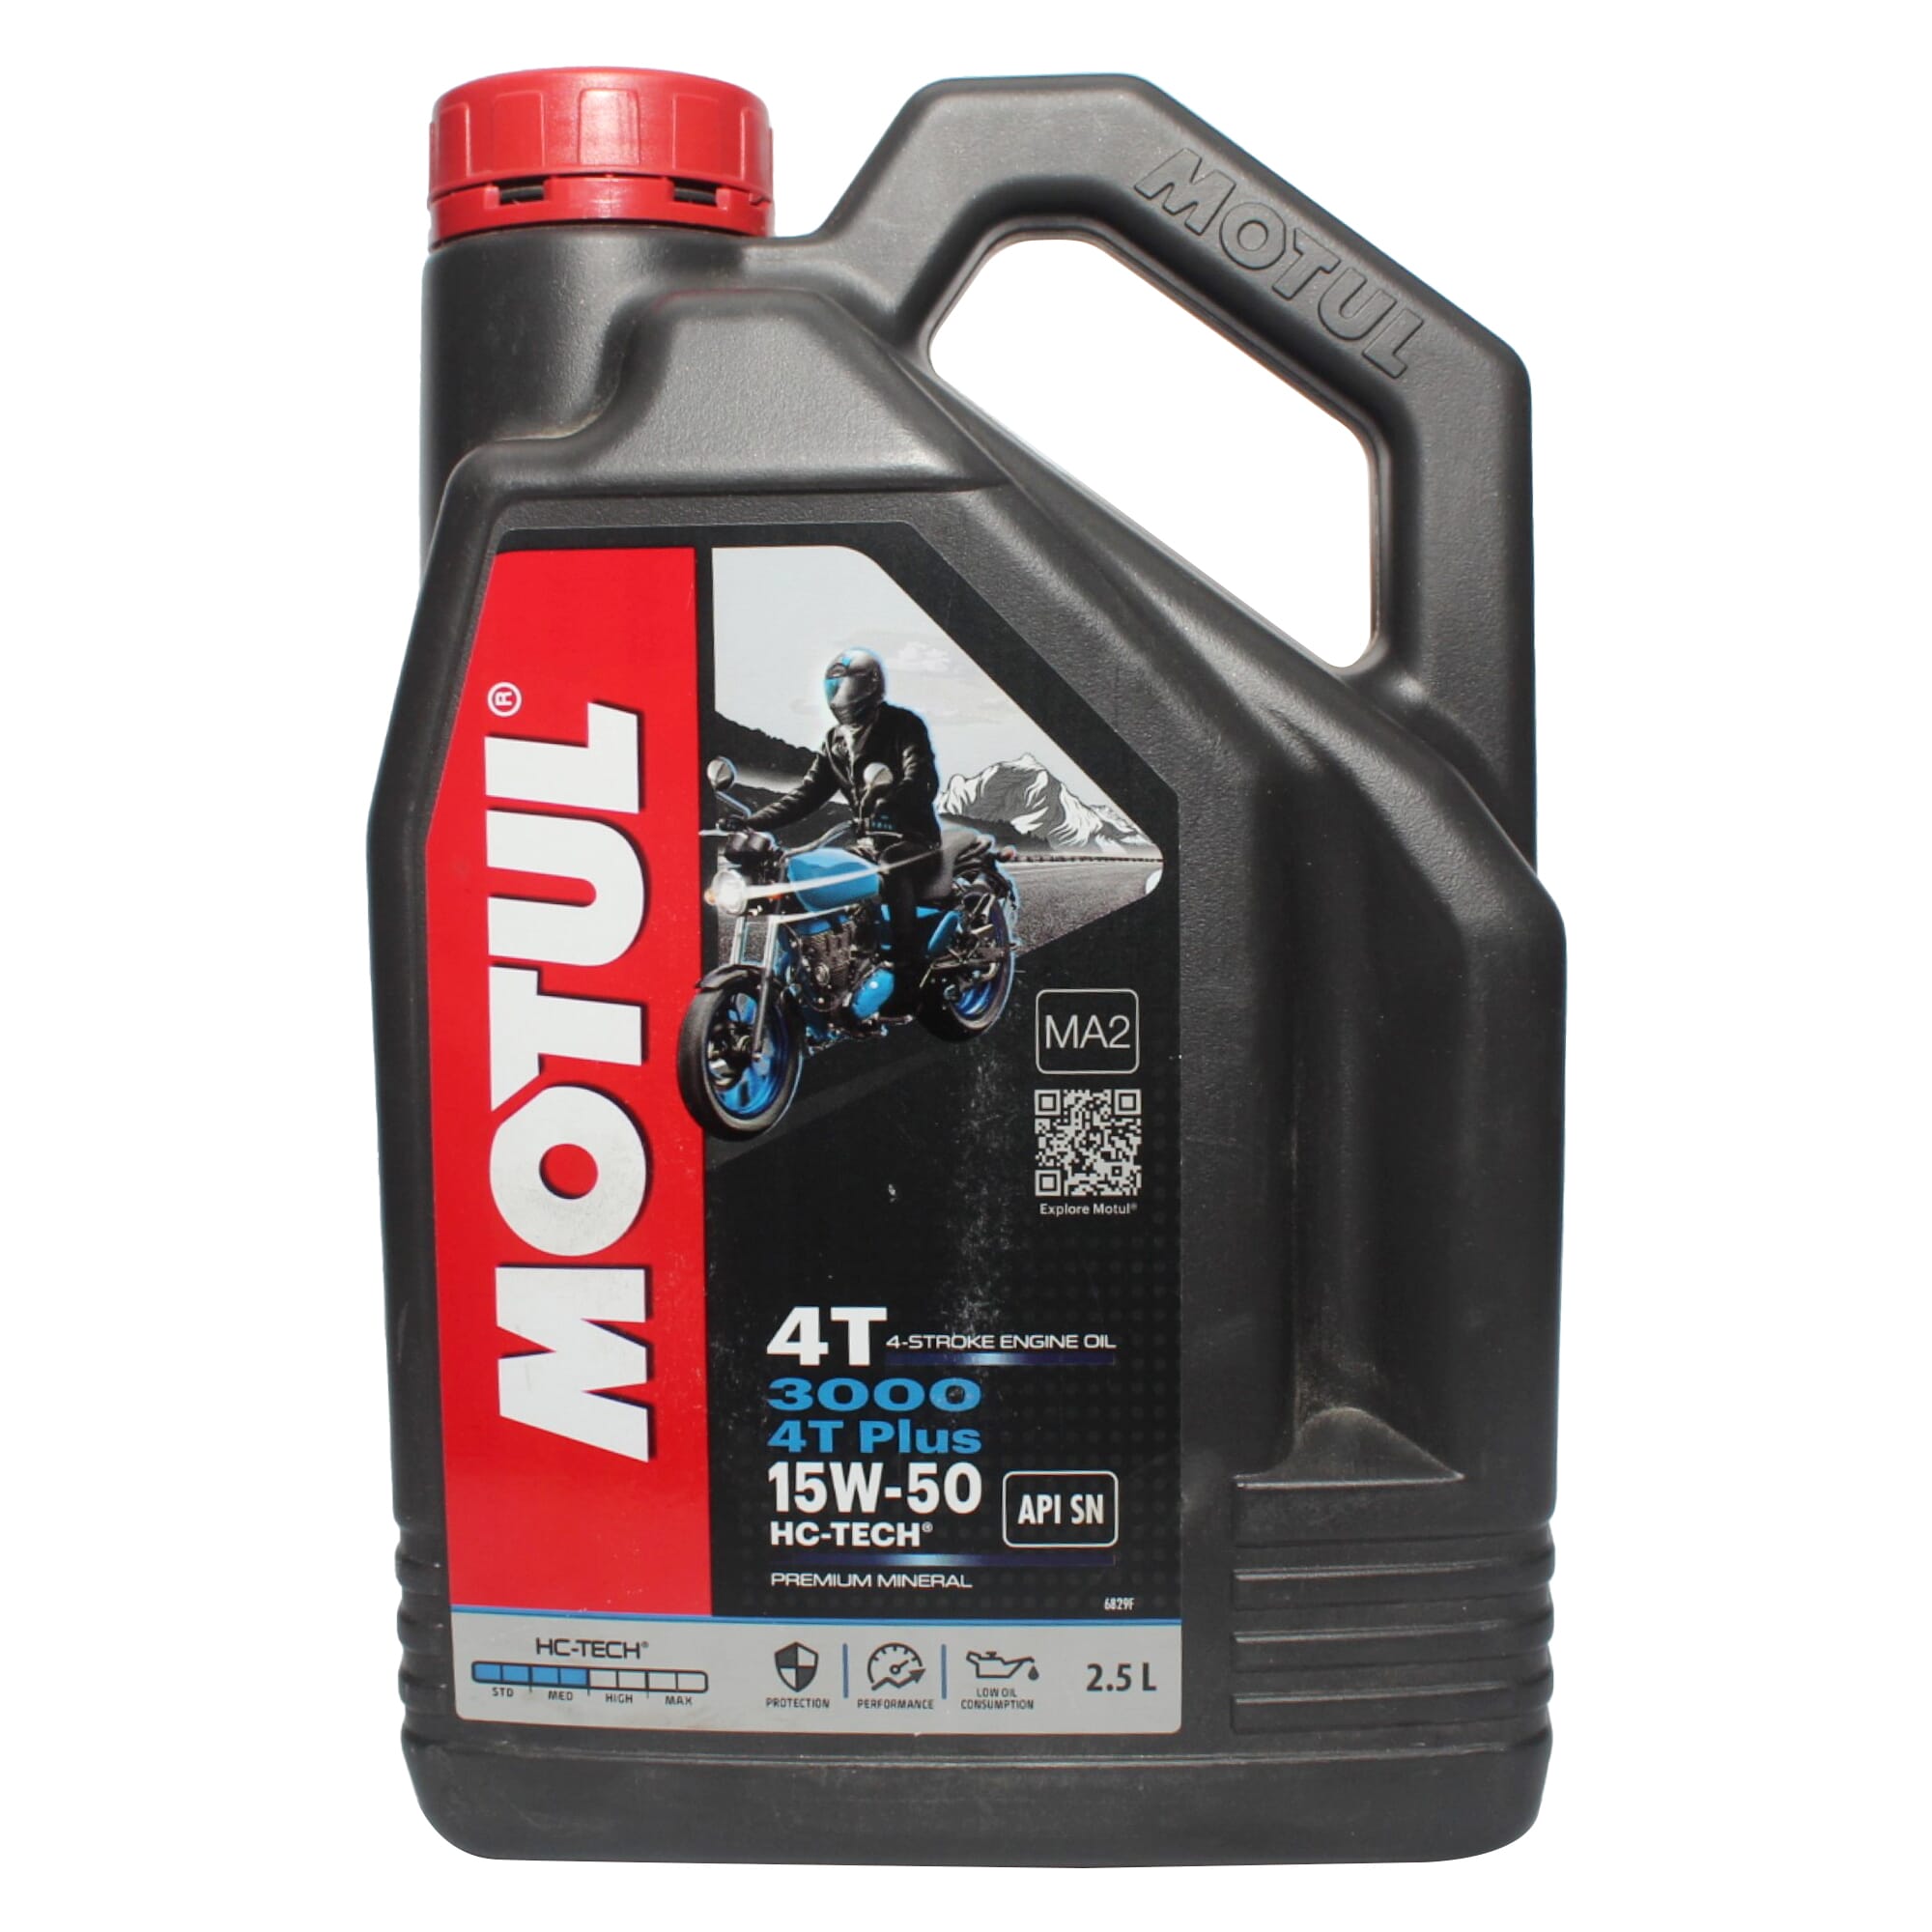 MOTUL
MOTUL®
MA2
Explore Motul®
4T 4-STROKE ENGINE OIL
3000
4T Plus
15W-50
HC-TECH®
API SN
PREMIUM MINERAL
6829F
HC-TECH®
STD MED HIGH MAX
PROTECTION
PERFORMANCE
LOW OIL
CONSUMPTION
2.5 L